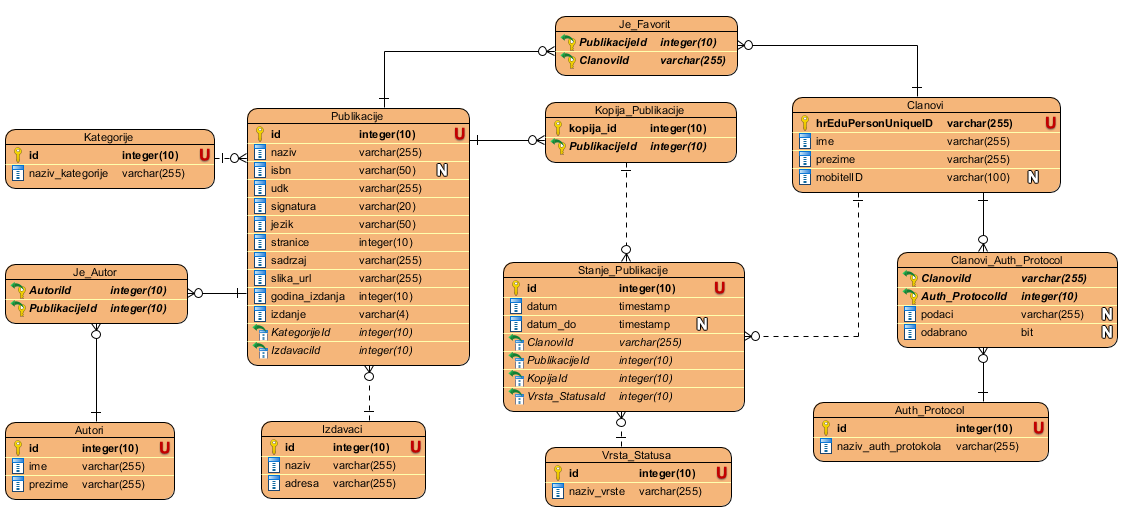 Je_Favorit
PublikacijeId integer(10)
ClanoviId varchar(255)
Kategorije
id integer(10) U
naziv_kategorije varchar(255)
Publikacije
id integer(10) U
naziv varchar(255)
isbn varchar(50) N
udk varchar(255)
signatura varchar(20)
jezik varchar(50)
stranice integer(10)
sadrzaj varchar(255)
slika_url varchar(255)
godina_izdanja integer(10)
izdanje varchar(4)
KategorijeId integer(10)
IzdavaciId integer(10)
Kopija_Publikacije
kopija_id integer(10)
PublikacijeId integer(10)
Clanovi
hrEduPersonUniqueID varchar(255) U
ime varchar(255)
prezime varchar(255)
mobitelID varchar(100) N
Je_Autor
AutoriId integer(10)
PublikacijeId integer(10)
Stanje_Publikacije
id integer(10) U
datum timestamp
datum_do timestamp N
ClanoviId varchar(255)
PublikacijeId integer(10)
KopijaId integer(10)
Vrsta_StatusaId integer(10)
Clanovi_Auth_Protocol
ClanoviId varchar(255)
Auth_ProtocolId integer(10)
podaci varchar(255) N
odabrano bit N
Autori
id integer(10) U
ime varchar(255)
prezime varchar(255)
Izdavaci
id integer(10) U
naziv varchar(255)
adresa varchar(255)
Vrsta_Statusa
id integer(10) U
naziv_vrste varchar(255)
Auth_Protocol
id integer(10) U
naziv_auth_protokola varchar(255)